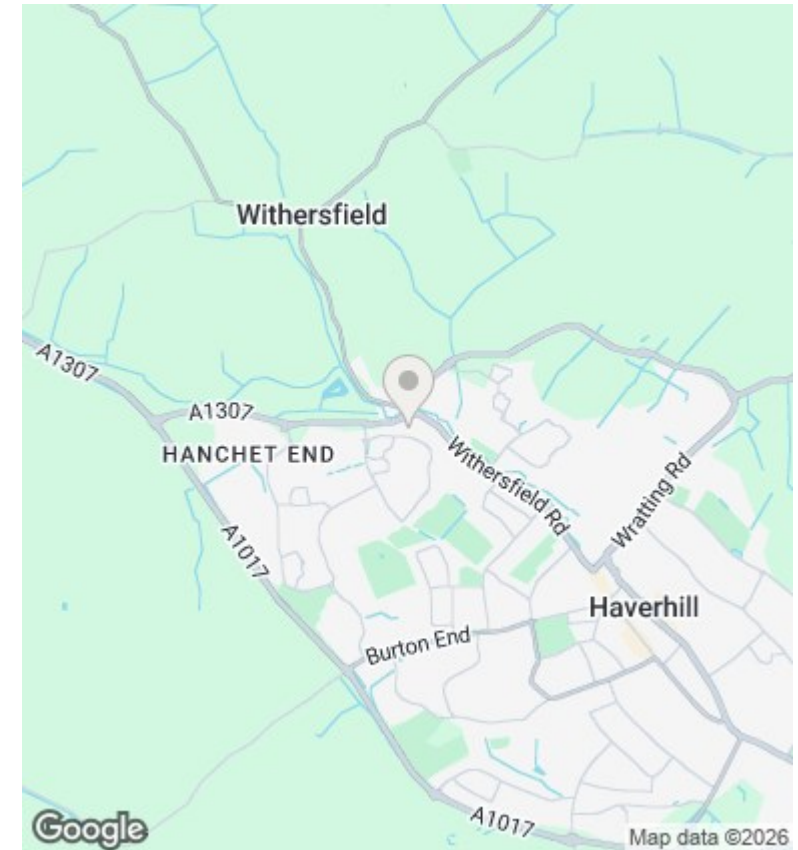 Withersfield
A1307
A1307
HANCHET END
Withersfield Rd
Wratting Rd
A1017
Haverhill
Burton End
A1017
Google
Map data ©2026